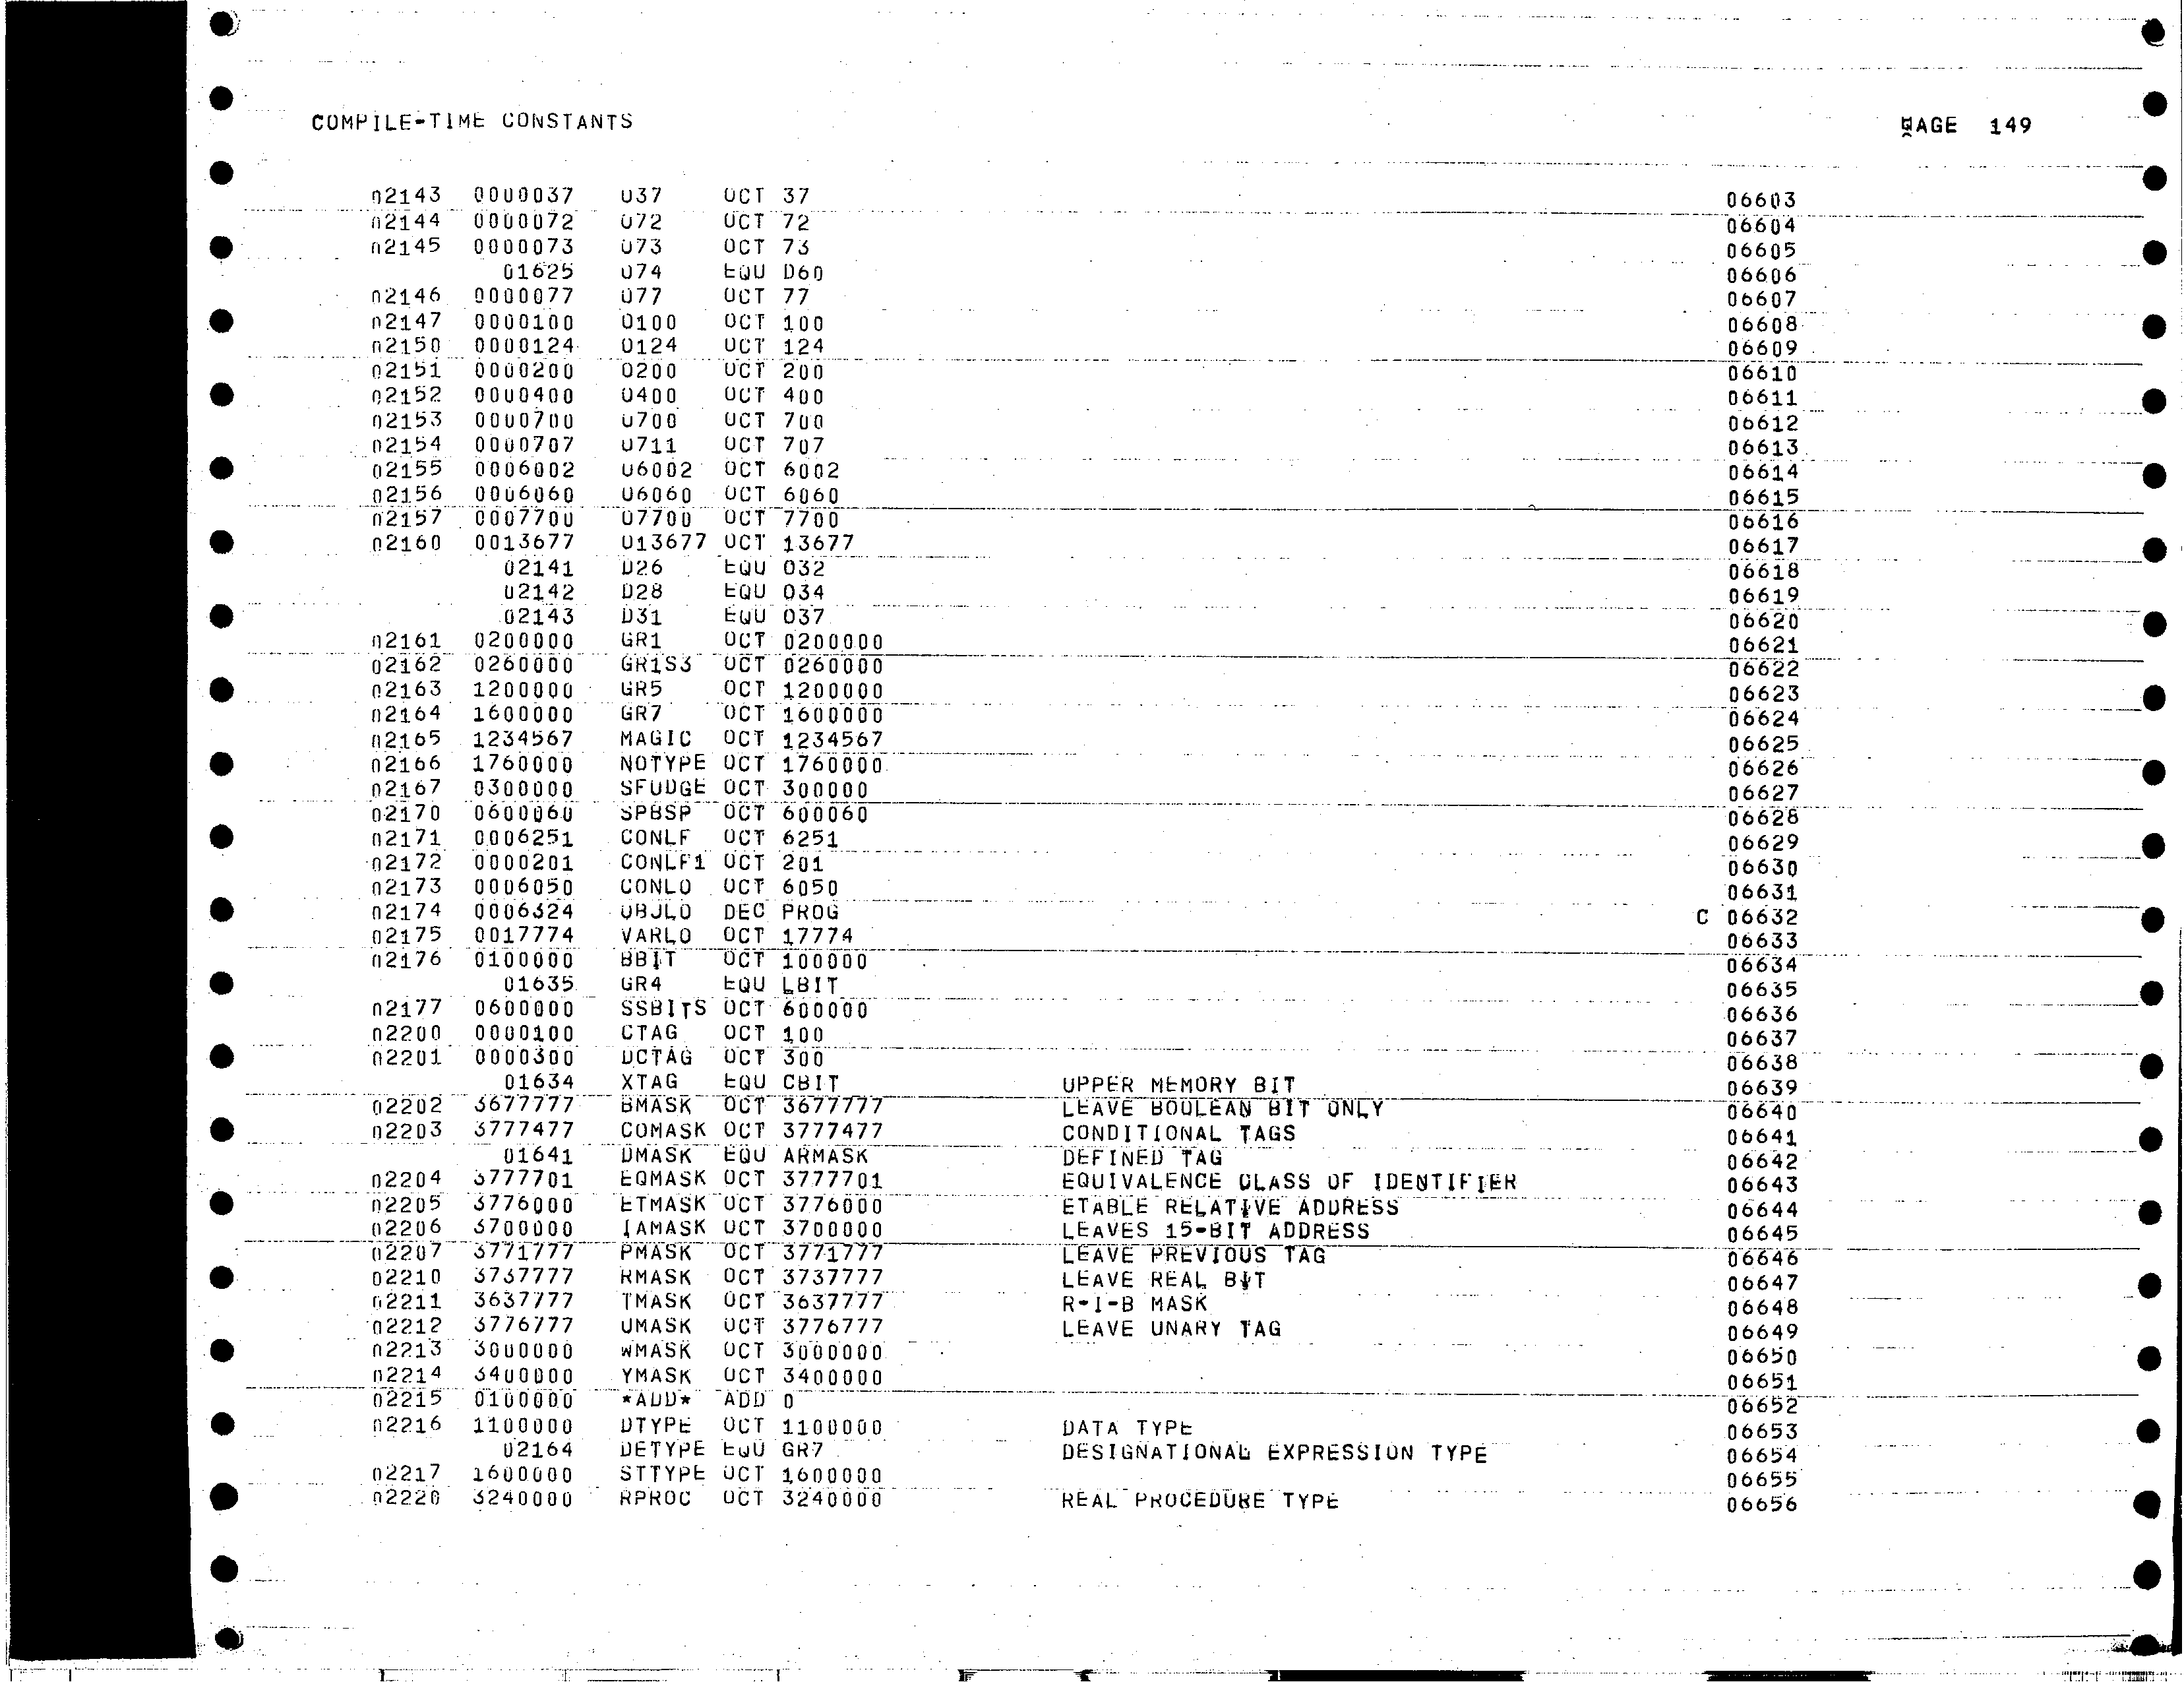 COMPILE-TIME CONSTANTS PAGE 149
02143 0000037 O37 OCT 37 06603
02144 0000072 O72 OCT 72 06604
02145 0000073 O73 OCT 73 06605
01625 O74 EQU D60 06606
02146 0000077 O77 OCT 77 06607
02147 0000100 O100 OCT 100 06608
02150 0000124 O124 OCT 124 06609
02151 0000200 O200 OCT 200 06610
02152 0000400 O400 OCT 400 06611
02153 0000700 O700 OCT 700 06612
02154 0000707 O711 OCT 707 06613
02155 0006002 O6002 OCT 6002 06614
02156 0006060 O6060 OCT 6060 06615
02157 0007700 O7700 OCT 7700 06616
02160 0013677 O13677 OCT 13677 06617
02141 D26 EQU O32 06618
02142 D28 EQU O34 06619
02143 D31 EQU O37 06620
02161 0200000 GR1 OCT 0200000 06621
02162 0260000 GR1S3 OCT 0260000 06622
02163 1200000 GR5 OCT 1200000 06623
02164 1600000 GR7 OCT 1600000 06624
02165 1234567 MAGIC OCT 1234567 06625
02166 1760000 NOTYPE OCT 1760000 06626
02167 0300000 SFUDGE OCT 300000 06627
02170 0600060 SPBSP OCT 600060 06628
02171 0006251 CONLF OCT 6251 06629
02172 0000201 CONLF1 OCT 201 06630
02173 0006050 CONLO OCT 6050 06631
02174 0006324 OBJLO DEC PROG C 06632
02175 0017774 VARLO OCT 17774 06633
02176 0100000 BBIT OCT 100000 06634
01635 GR4 EQU LBIT 06635
02177 0600000 SSBITS OCT 600000 06636
02200 0000100 CTAG OCT 100 06637
02201 0000300 DCTAG OCT 300 06638
01634 XTAG EQU CBIT UPPER MEMORY BIT 06639
02202 3677777 BMASK OCT 3677777 LEAVE BOOLEAN BIT ONLY 06640
02203 3777477 COMASK OCT 3777477 CONDITIONAL TAGS 06641
01641 DMASK EQU ARMASK DEFINED TAG 06642
02204 3777701 EQMASK OCT 3777701 EQUIVALENCE CLASS OF IDENTIFIER 06643
02205 3776000 ETMASK OCT 3776000 ETABLE RELATIVE ADDRESS 06644
02206 3700000 IAMASK OCT 3700000 LEAVES 15-BIT ADDRESS 06645
02207 3771777 PMASK OCT 3771777 LEAVE PREVIOUS TAG 06646
02210 3737777 RMASK OCT 3737777 LEAVE REAL BIT 06647
02211 3637777 TMASK OCT 3637777 R-I-B MASK 06648
02212 3776777 UMASK OCT 3776777 LEAVE UNARY TAG 06649
02213 3000000 WMASK OCT 3000000 06650
02214 3400000 YMASK OCT 3400000 06651
02215 0100000 *ADD* ADD 0 06652
02216 1100000 DTYPE OCT 1100000 DATA TYPE 06653
02164 DETYPE EQU GR7 DESIGNATIONAL EXPRESSION TYPE 06654
02217 1600000 STTYPE OCT 1600000 06655
02220 3240000 RPROC OCT 3240000 REAL PROCEDURE TYPE 06656